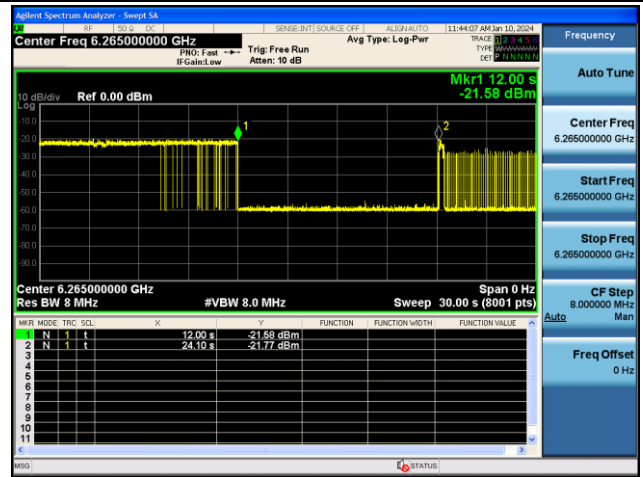 Agilent Spectrum Analyzer - Swept SA
RF 50 Ω DC SENSE:INT SOURCE OFF ALIGNAUTO 11:44:07 AM Jan 10, 2024
Center Freq 6.265000000 GHz
PNO: Fast
IFGain:Low
Trig: Free Run
Atten: 10 dB
Avg Type: Log-Pwr
TRACE 1 2 3 4 5 6
TYPE
DET P N N N N N
Mkr1 12.00 s
-21.58 dBm
10 dB/div Ref 0.00 dBm
Log
-10.0
-20.0
-30.0
-40.0
-50.0
-60.0
-70.0
-80.0
-90.0
1
2
Center 6.265000000 GHz Span 0 Hz
Res BW 8 MHz #VBW 8.0 MHz Sweep 30.00 s (8001 pts)
MKR MODE TRC SCL X Y FUNCTION FUNCTION WIDTH FUNCTION VALUE
1 N 1 t 12.00 s -21.58 dBm
2 N 1 t 24.10 s -21.77 dBm
3
4
5
6
7
8
9
10
11
MSG STATUS
Frequency
Auto Tune
Center Freq
6.265000000 GHz
Start Freq
6.265000000 GHz
Stop Freq
6.265000000 GHz
CF Step
8.000000 MHz
Auto Man
Freq Offset
0 Hz